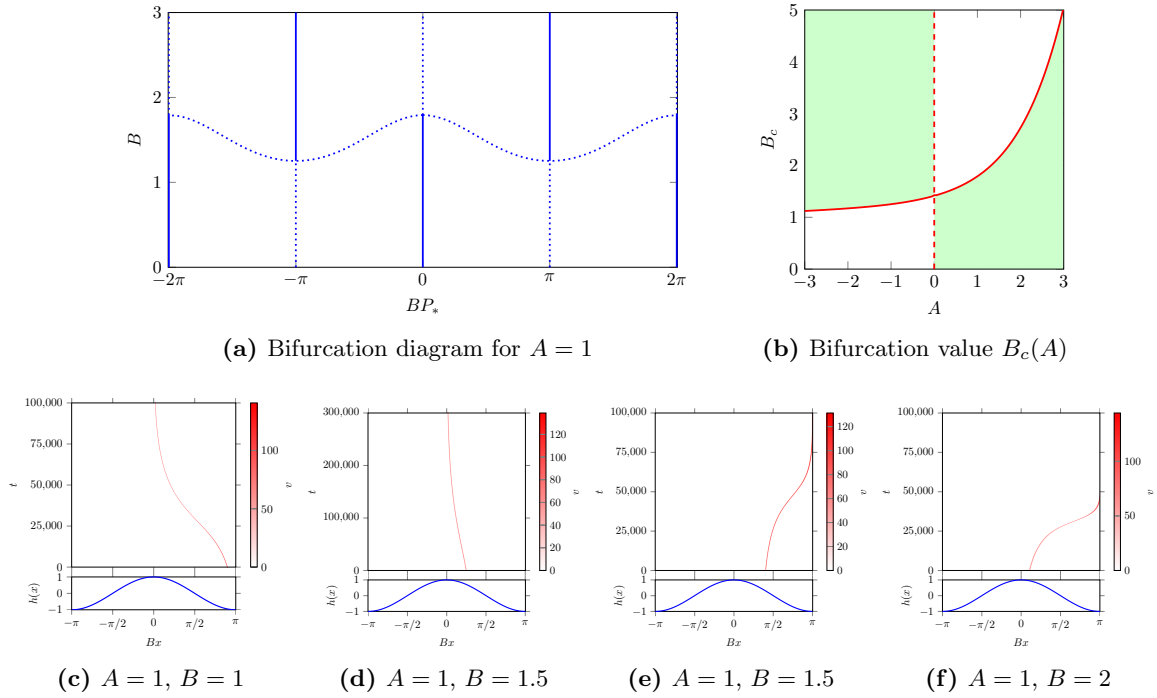 3
2
1
0
B
−2π
−π
0
π
2π
BP*
(a) Bifurcation diagram for A = 1
5
4
3
2
1
0
B_c
−3
−2
−1
0
1
2
3
A
(b) Bifurcation value B_c(A)
100,000
75,000
50,000
25,000
0
t
100
50
0
v
1
0
−1
h(x)
−π
−π/2
0
π/2
π
Bx
(c) A = 1, B = 1
300,000
200,000
100,000
0
t
120
100
80
60
40
20
0
v
1
0
−1
h(x)
−π
−π/2
0
π/2
π
Bx
(d) A = 1, B = 1.5
100,000
75,000
50,000
25,000
0
t
120
100
80
60
40
20
0
v
1
0
−1
h(x)
−π
−π/2
0
π/2
π
Bx
(e) A = 1, B = 1.5
100,000
75,000
50,000
25,000
0
t
100
50
0
v
1
0
−1
h(x)
−π
−π/2
0
π/2
π
Bx
(f) A = 1, B = 2